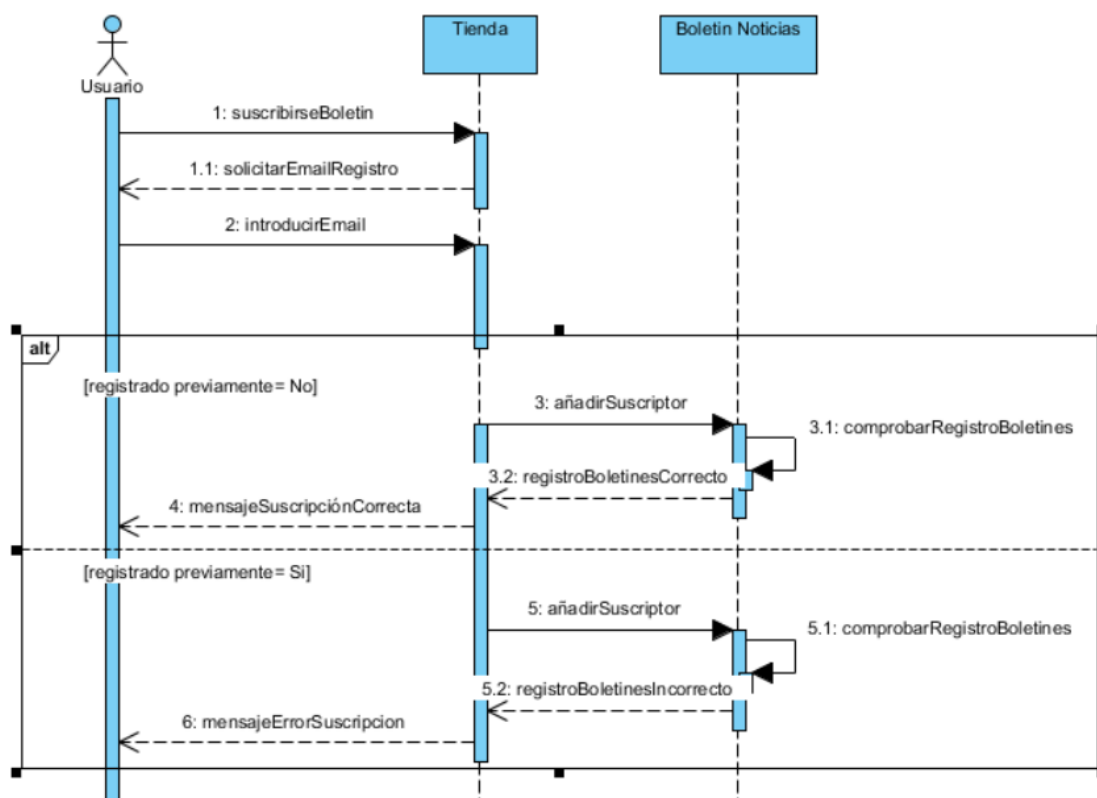 Usuario
Tienda
Boletin Noticias
1: suscribirseBoletin
1.1: solicitarEmailRegistro
2: introducirEmail
alt
[registrado previamente= No]
3: añadirSuscriptor
3.1: comprobarRegistroBoletines
3.2: registroBoletinesCorrecto
4: mensajeSuscripciónCorrecta
[registrado previamente= Si]
5: añadirSuscriptor
5.1: comprobarRegistroBoletines
5.2: registroBoletinesIncorrecto
6: mensajeErrorSuscripcion